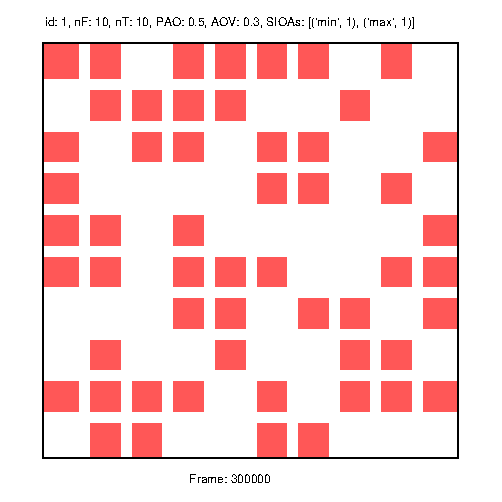 id: 1, nF: 10, nT: 10, PAO: 0.5, AOV: 0.3, SIOAs: [('min', 1), ('max', 1)]
Frame: 300000